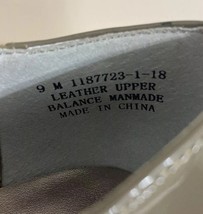 9 M 1187723-1-18
LEATHER UPPER
BALANCE MANMADE
MADE IN CHINA